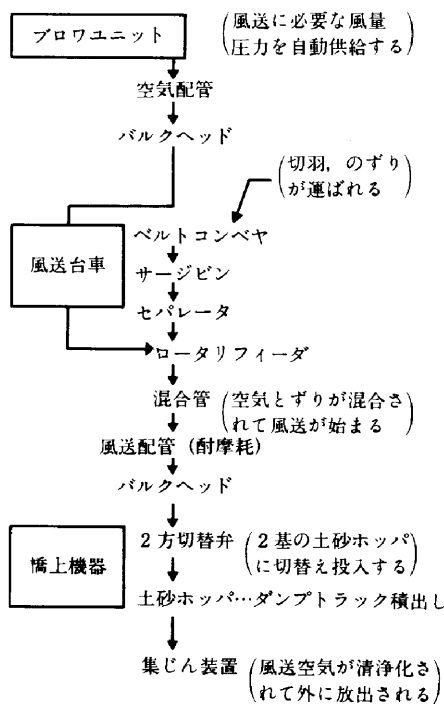 ブロワユニット
(風送に必要な風量
圧力を自動供給する)
空気配管
バルクヘッド
(切羽,のずり
が運ばれる)
ベルトコンベヤ
風送台車
サージビン
セパレータ
ロータリフィーダ
混合管 (空気とずりが混合さ
れて風送が始まる)
風送配管(耐摩耗)
バルクヘッド
橋上機器
2方切替弁 (2基の土砂ホッパ
に切替え投入する)
土砂ホッパ…ダンプトラック積出し
集じん装置 (風送空気が清浄化さ
れて外に放出される)